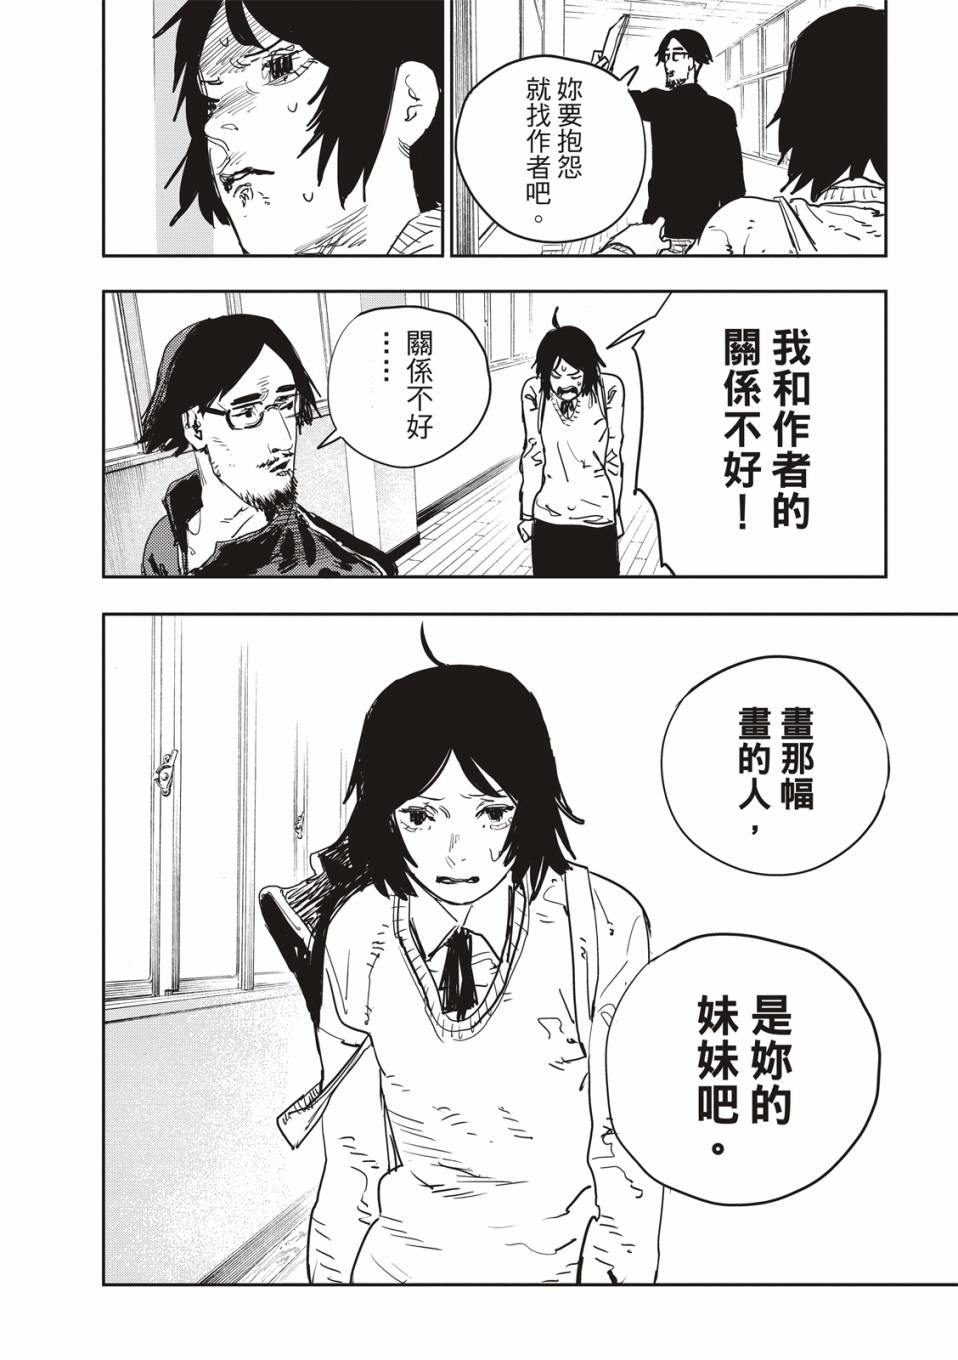 妳要抱怨
就找作者吧。
我和作者的
關係不好！
關係不好
⋯⋯
畫那幅
畫的人，
是妳的
妹妹吧。